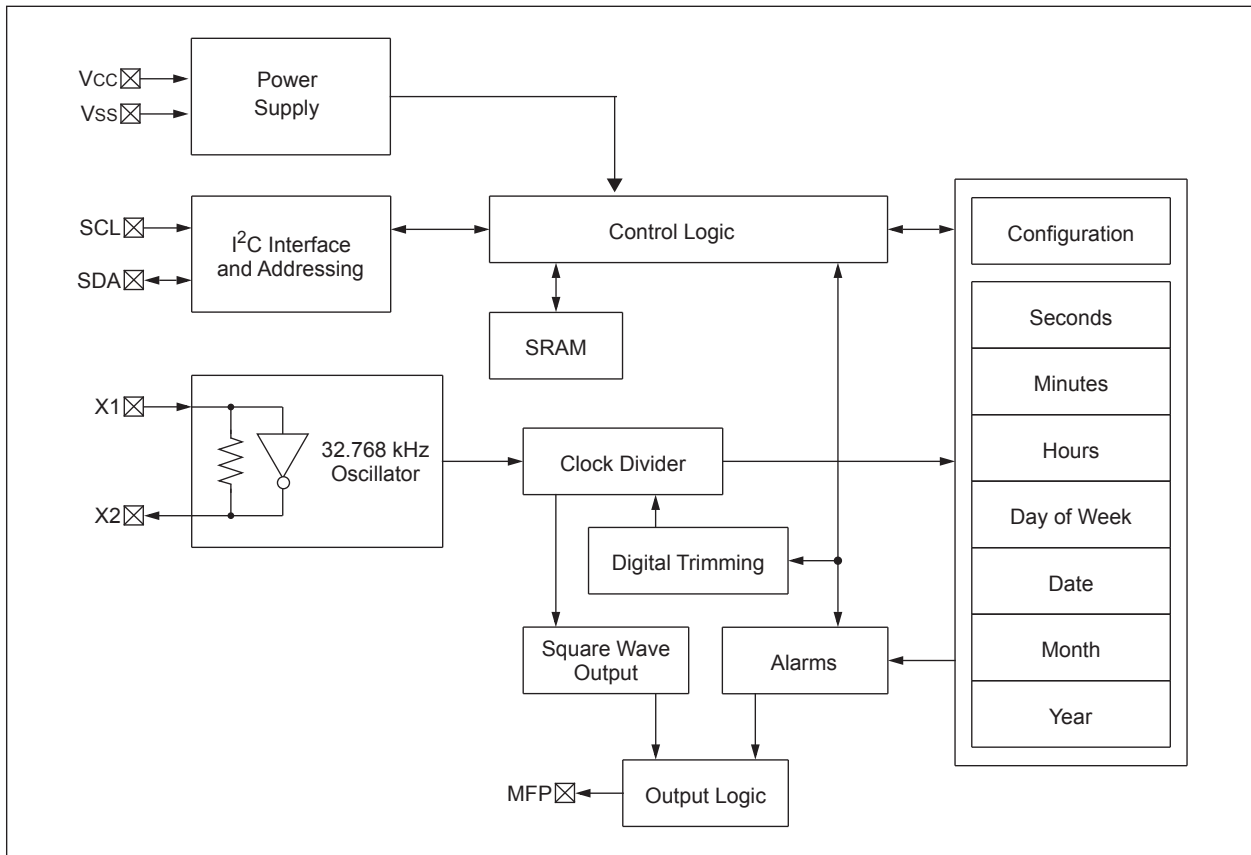 VCC
VSS
Power
Supply
SCL
SDA
I2C Interface
and Addressing
Control Logic
SRAM
X1
X2
32.768 kHz
Oscillator
Clock Divider
Digital Trimming
Square Wave
Output
Alarms
MFP
Output Logic
Configuration
Seconds
Minutes
Hours
Day of Week
Date
Month
Year